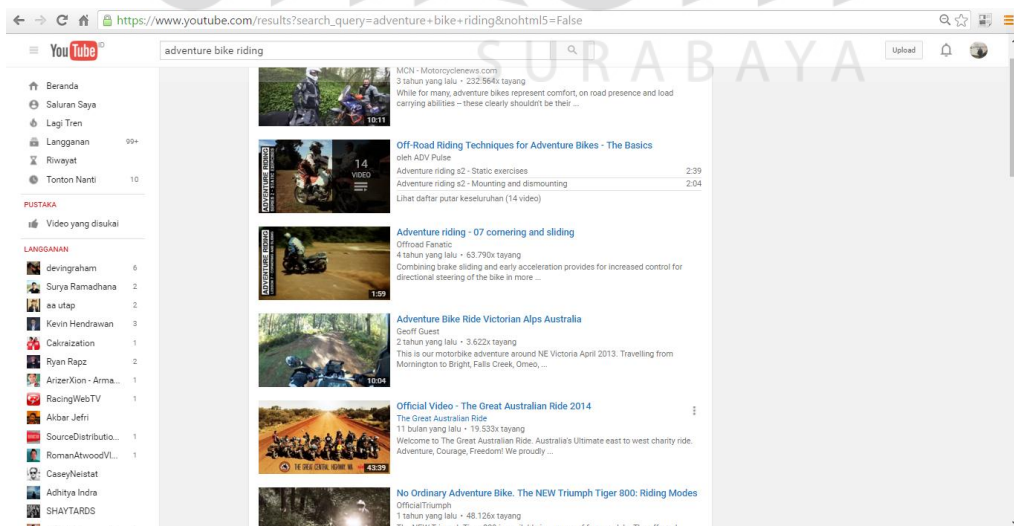 https://www.youtube.com/results?search_query=adventure+bike+riding&nohtml5=False
YouTube ID
adventure bike riding
Upload
SURABAYA
Beranda
Saluran Saya
Lagi Tren
Langganan 99+
Riwayat
Tonton Nanti 10
PUSTAKA
Video yang disukai
LANGGANAN
devingraham 6
Surya Ramadhana 2
aa utap 2
Kevin Hendrawan 3
Cakraization 1
Ryan Rapz 2
ArizerXion - Arma... 1
RacingWebTV 1
Akbar Jefri
SourceDistributio... 1
RomanAtwoodVl... 1
CaseyNeistat
Adhitya Indra
SHAYTARDS
MCN - Motorcyclenews.com
3 tahun yang lalu • 232.564x tayang
While for many, adventure bikes represent comfort, on road presence and load
carrying abilities – these clearly shouldn't be their ...
10:11
Off-Road Riding Techniques for Adventure Bikes - The Basics
oleh ADV Pulse
Adventure riding s2 - Static exercises 2:39
Adventure riding s2 - Mounting and dismounting 2:04
Lihat daftar putar keseluruhan (14 video)
ADVENTURE RIDING
14
VIDEO
Adventure riding - 07 cornering and sliding
Offroad Fanatic
4 tahun yang lalu • 63.790x tayang
Combining brake sliding and early acceleration provides for increased control for
directional steering of the bike in more ...
ADVENTURE RIDING
1:59
Adventure Bike Ride Victorian Alps Australia
Geoff Guest
2 tahun yang lalu • 3.622x tayang
This is our motorbike adventure around NE Victoria April 2013. Travelling from
Mornington to Bright, Falls Creek, Omeo, ...
10:04
Official Video - The Great Australian Ride 2014
The Great Australian Ride
11 bulan yang lalu • 19.533x tayang
Welcome to The Great Australian Ride. Australia's Ultimate east to west charity ride.
Adventure, Courage, Freedom! We proudly ...
THE GREAT CENTRAL HIGHWAY, WA
43:39
No Ordinary Adventure Bike. The NEW Triumph Tiger 800: Riding Modes
OfficialTriumph
1 tahun yang lalu • 48.126x tayang